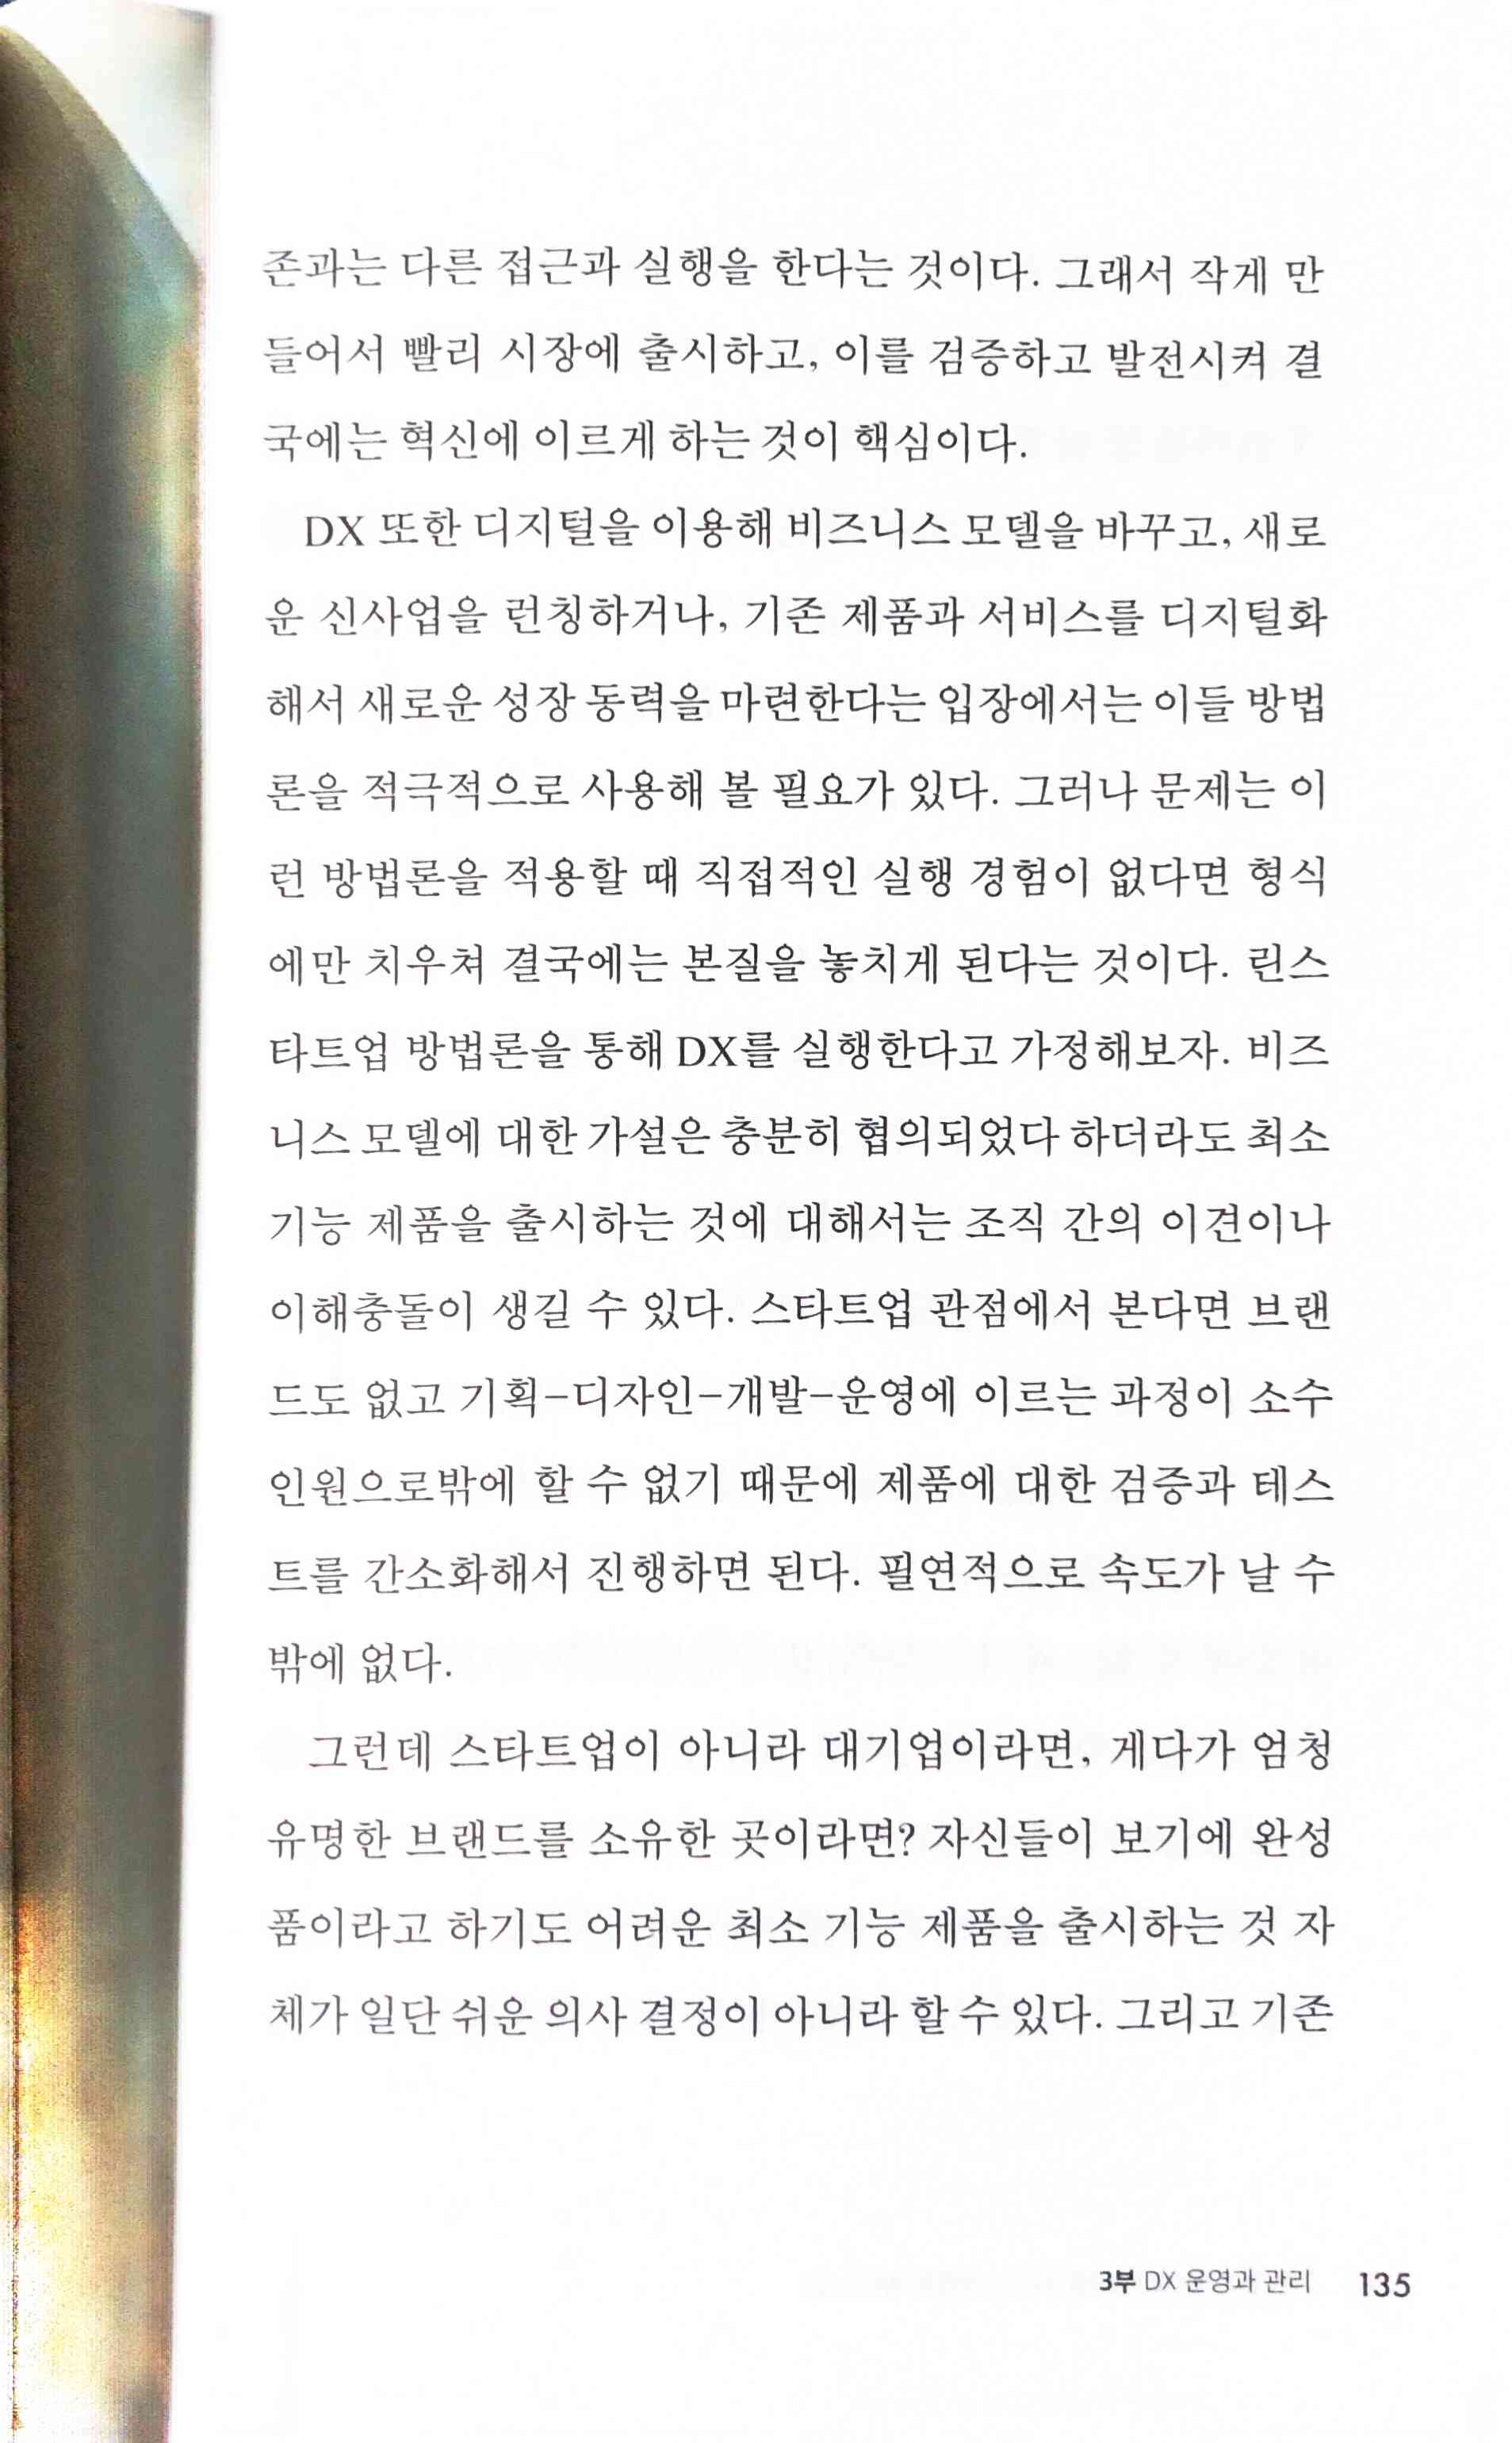 존과는 다른 접근과 실행을 한다는 것이다. 그래서 작게 만
들어서 빨리 시장에 출시하고, 이를 검증하고 발전시켜 결
국에는 혁신에 이르게 하는 것이 핵심이다.
DX 또한 디지털을 이용해 비즈니스 모델을 바꾸고, 새로
운 신사업을 런칭하거나, 기존 제품과 서비스를 디지털화
해서 새로운 성장 동력을 마련한다는 입장에서는 이들 방법
론을 적극적으로 사용해 볼 필요가 있다. 그러나 문제는 이
런 방법론을 적용할 때 직접적인 실행 경험이 없다면 형식
에만 치우쳐 결국에는 본질을 놓치게 된다는 것이다. 린스
타트업 방법론을 통해 DX를 실행한다고 가정해보자. 비즈
니스 모델에 대한 가설은 충분히 협의되었다 하더라도 최소
기능 제품을 출시하는 것에 대해서는 조직 간의 이견이나
이해충돌이 생길 수 있다. 스타트업 관점에서 본다면 브랜
드도 없고 기획-디자인-개발-운영에 이르는 과정이 소수
인원으로밖에 할 수 없기 때문에 제품에 대한 검증과 테스
트를 간소화해서 진행하면 된다. 필연적으로 속도가 날 수
밖에 없다.
그런데 스타트업이 아니라 대기업이라면, 게다가 엄청
유명한 브랜드를 소유한 곳이라면? 자신들이 보기에 완성
품이라고 하기도 어려운 최소 기능 제품을 출시하는 것 자
체가 일단 쉬운 의사 결정이 아니라 할 수 있다. 그리고 기존
3부 DX 운영과 관리 135